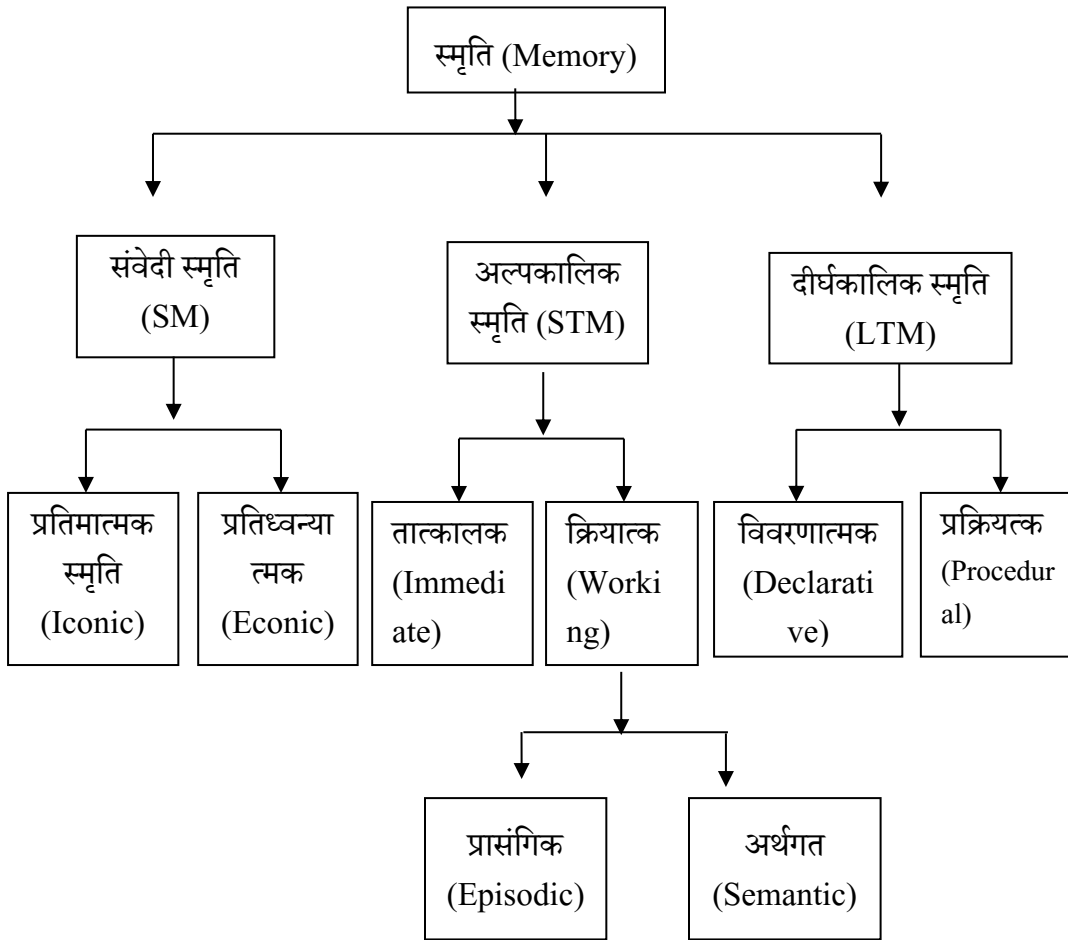 स्मृति (Memory)
संवेदी स्मृति
(SM)
अल्पकालिक
स्मृति (STM)
दीर्घकालिक स्मृति
(LTM)
प्रतिमात्मक
स्मृति
(Iconic)
प्रतिध्वन्या
त्मक
(Econic)
तात्कालक
(Immedi
ate)
क्रियात्क
(Worki
ng)
विवरणात्मक
(Declarati
ve)
प्रक्रियत्क
(Procedur
al)
प्रासंगिक
(Episodic)
अर्थगत
(Semantic)